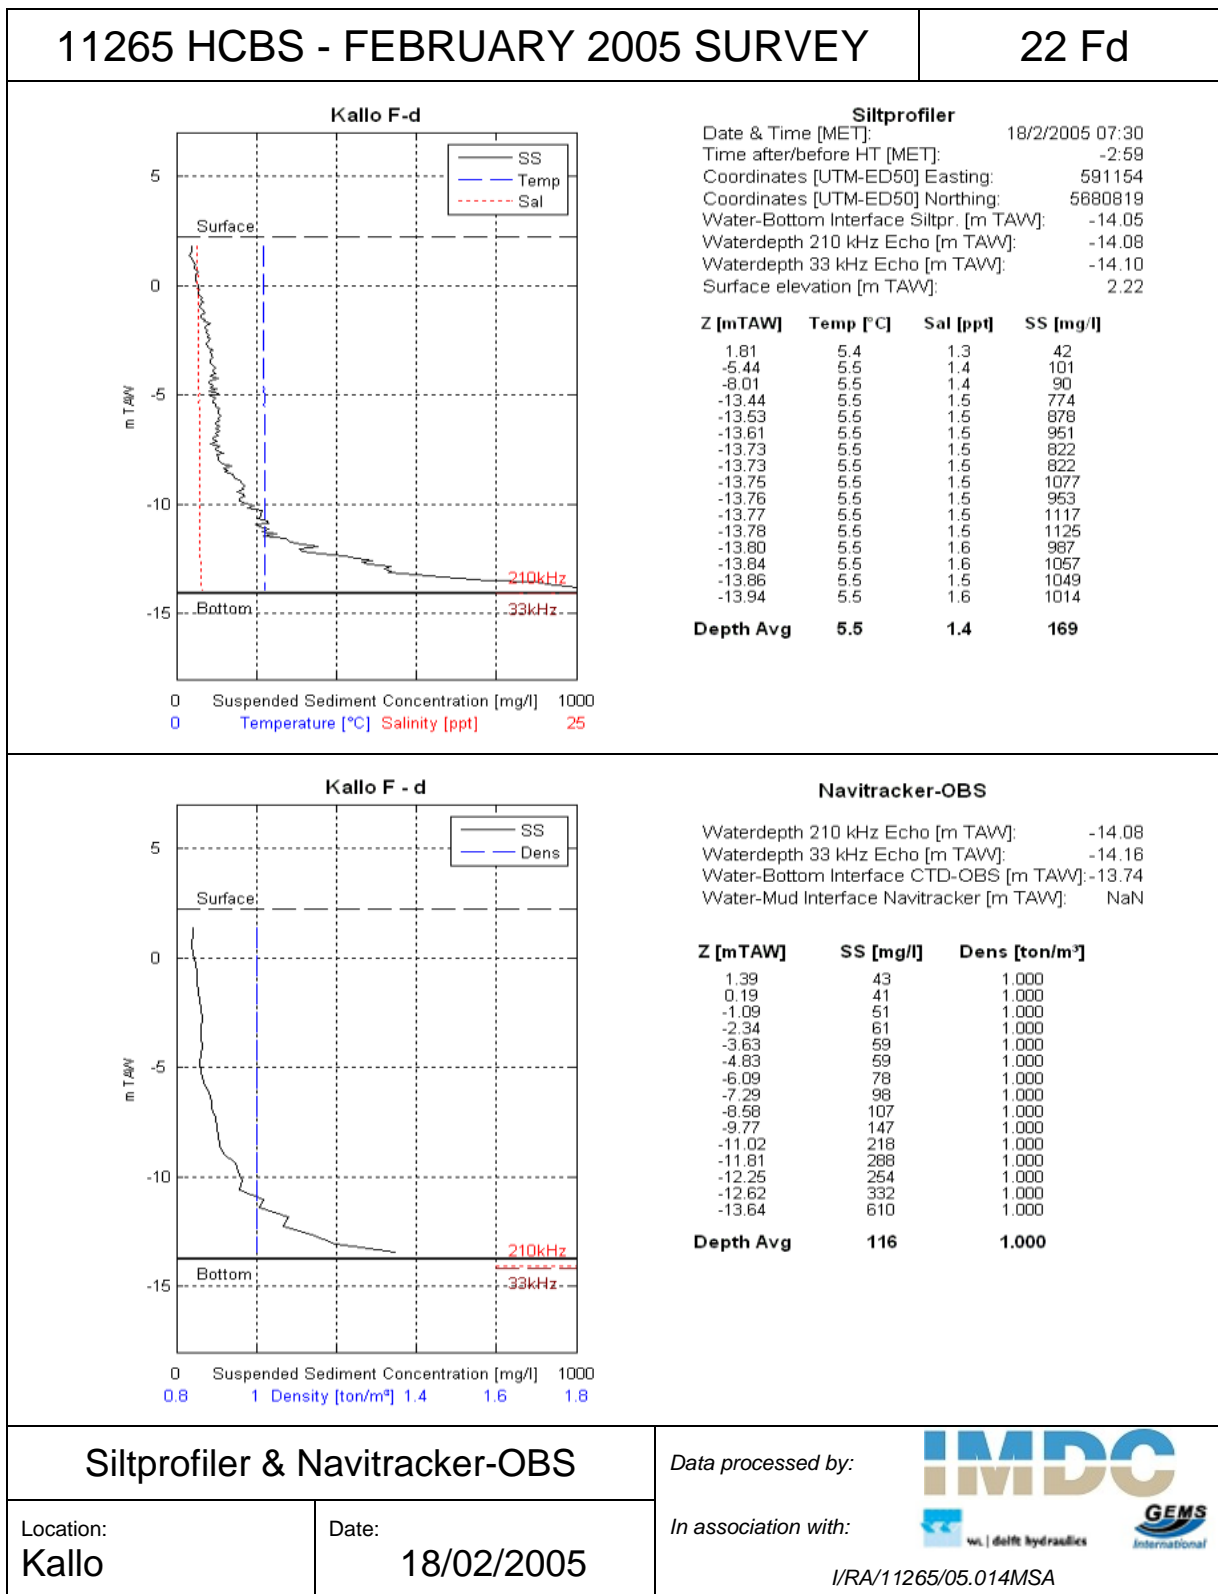 11265 HCBS - FEBRUARY 2005 SURVEY
22 Fd
Kallo F-d
SS
Temp
Sal
5
Surface
0
-5
m TAW
-10
210kHz
Bottom
33kHz
-15
0 Suspended Sediment Concentration [mg/l] 1000
0 Temperature [°C] Salinity [ppt] 25
Siltprofiler
Date & Time [MET]: 18/2/2005 07:30
Time after/before HT [MET]: -2:59
Coordinates [UTM-ED50] Easting: 591154
Coordinates [UTM-ED50] Northing: 5680819
Water-Bottom Interface Siltpr. [m TAW]: -14.05
Waterdepth 210 kHz Echo [m TAW]: -14.08
Waterdepth 33 kHz Echo [m TAW]: -14.10
Surface elevation [m TAW]: 2.22
Z [mTAW] Temp [°C] Sal [ppt] SS [mg/l]
1.81 5.4 1.3 42
-5.44 5.5 1.4 101
-8.01 5.5 1.4 90
-13.44 5.5 1.5 774
-13.53 5.5 1.5 878
-13.61 5.5 1.5 951
-13.73 5.5 1.5 822
-13.73 5.5 1.5 822
-13.75 5.5 1.5 1077
-13.76 5.5 1.5 953
-13.77 5.5 1.5 1117
-13.78 5.5 1.5 1125
-13.80 5.5 1.6 987
-13.84 5.5 1.6 1057
-13.86 5.5 1.5 1049
-13.94 5.5 1.6 1014
Depth Avg 5.5 1.4 169
Kallo F - d
SS
Dens
5
Surface
0
-5
m TAW
-10
210kHz
Bottom
33kHz
-15
0 Suspended Sediment Concentration [mg/l] 1000
0.8 1 Density [ton/m³] 1.4 1.6 1.8
Navitracker-OBS
Waterdepth 210 kHz Echo [m TAW]: -14.08
Waterdepth 33 kHz Echo [m TAW]: -14.16
Water-Bottom Interface CTD-OBS [m TAW]:-13.74
Water-Mud Interface Navitracker [m TAW]: NaN
Z [mTAW] SS [mg/l] Dens [ton/m³]
1.39 43 1.000
0.19 41 1.000
-1.09 51 1.000
-2.34 61 1.000
-3.63 59 1.000
-4.83 59 1.000
-6.09 78 1.000
-7.29 98 1.000
-8.58 107 1.000
-9.77 147 1.000
-11.02 218 1.000
-11.81 288 1.000
-12.25 254 1.000
-12.62 332 1.000
-13.64 610 1.000
Depth Avg 116 1.000
Siltprofiler & Navitracker-OBS
Location:
Kallo
Date:
18/02/2005
Data processed by:
IMDC
In association with:
wL | delft hydraulics
GEMS
International
I/RA/11265/05.014MSA